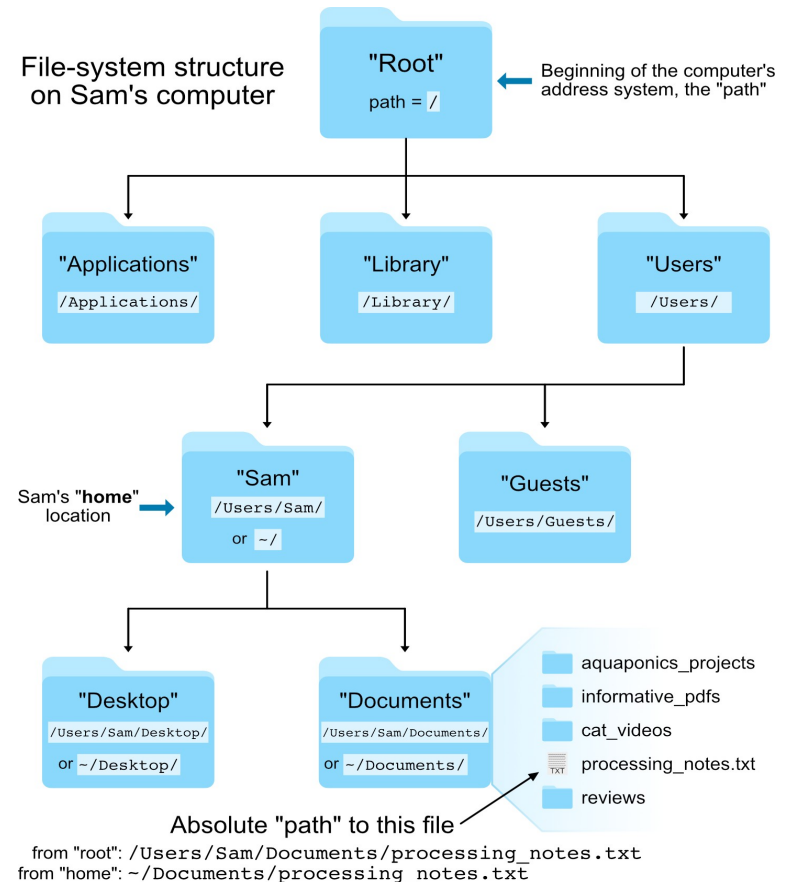 File-system structure
on Sam's computer
"Root"
path = /
Beginning of the computer's
address system, the "path"
"Applications"
/Applications/
"Library"
/Library/
"Users"
/Users/
Sam's "home"
location
"Sam"
/Users/Sam/
or ~/
"Guests"
/Users/Guests/
"Desktop"
/Users/Sam/Desktop/
or ~/Desktop/
"Documents"
/Users/Sam/Documents/
or ~/Documents/
aquaponics_projects
informative_pdfs
cat_videos
TXT
processing_notes.txt
reviews
Absolute "path" to this file
from "root": /Users/Sam/Documents/processing_notes.txt
from "home": ~/Documents/processing_notes.txt